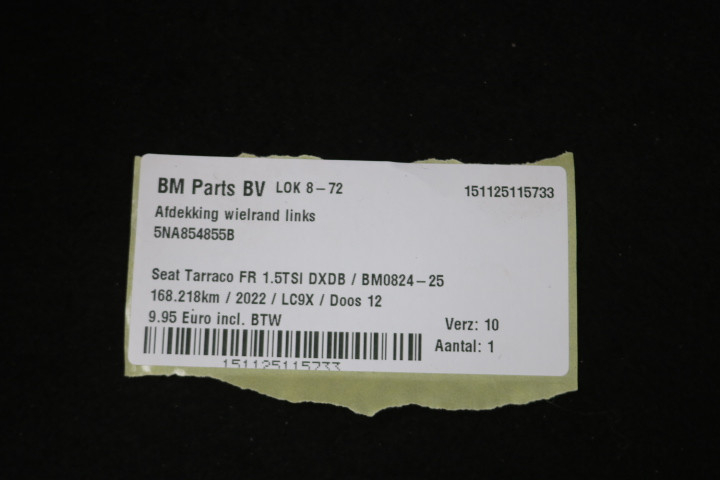 BM Parts BV LOK 8-72 151125115733
Afdekking wielrand links
5NA854855B
Seat Tarraco FR 1.5TSI DXDB / BM0824-25
168.218km / 2022 / LC9X / Doos 12
9.95 Euro incl. BTW Verz: 10
Aantal: 1
151125115733